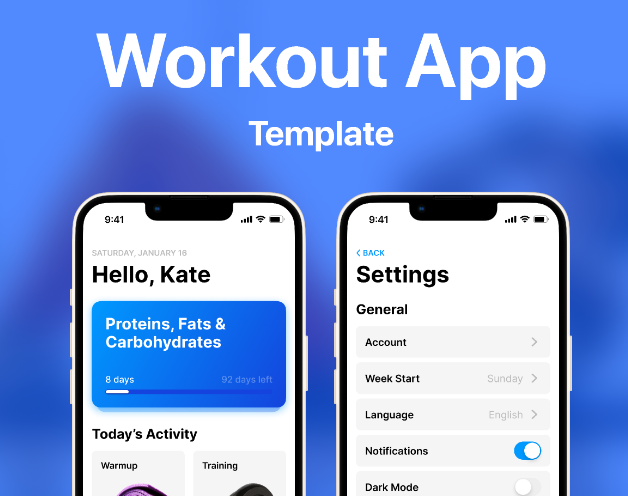 Workout App
Template
9:41
SATURDAY, JANUARY 16
Hello, Kate
Proteins, Fats &
Carbohydrates
8 days
92 days left
Today's Activity
Warmup
Training
9:41
BACK
Settings
General
Account
Week Start
Sunday
Language
English
Notifications
Dark Mode